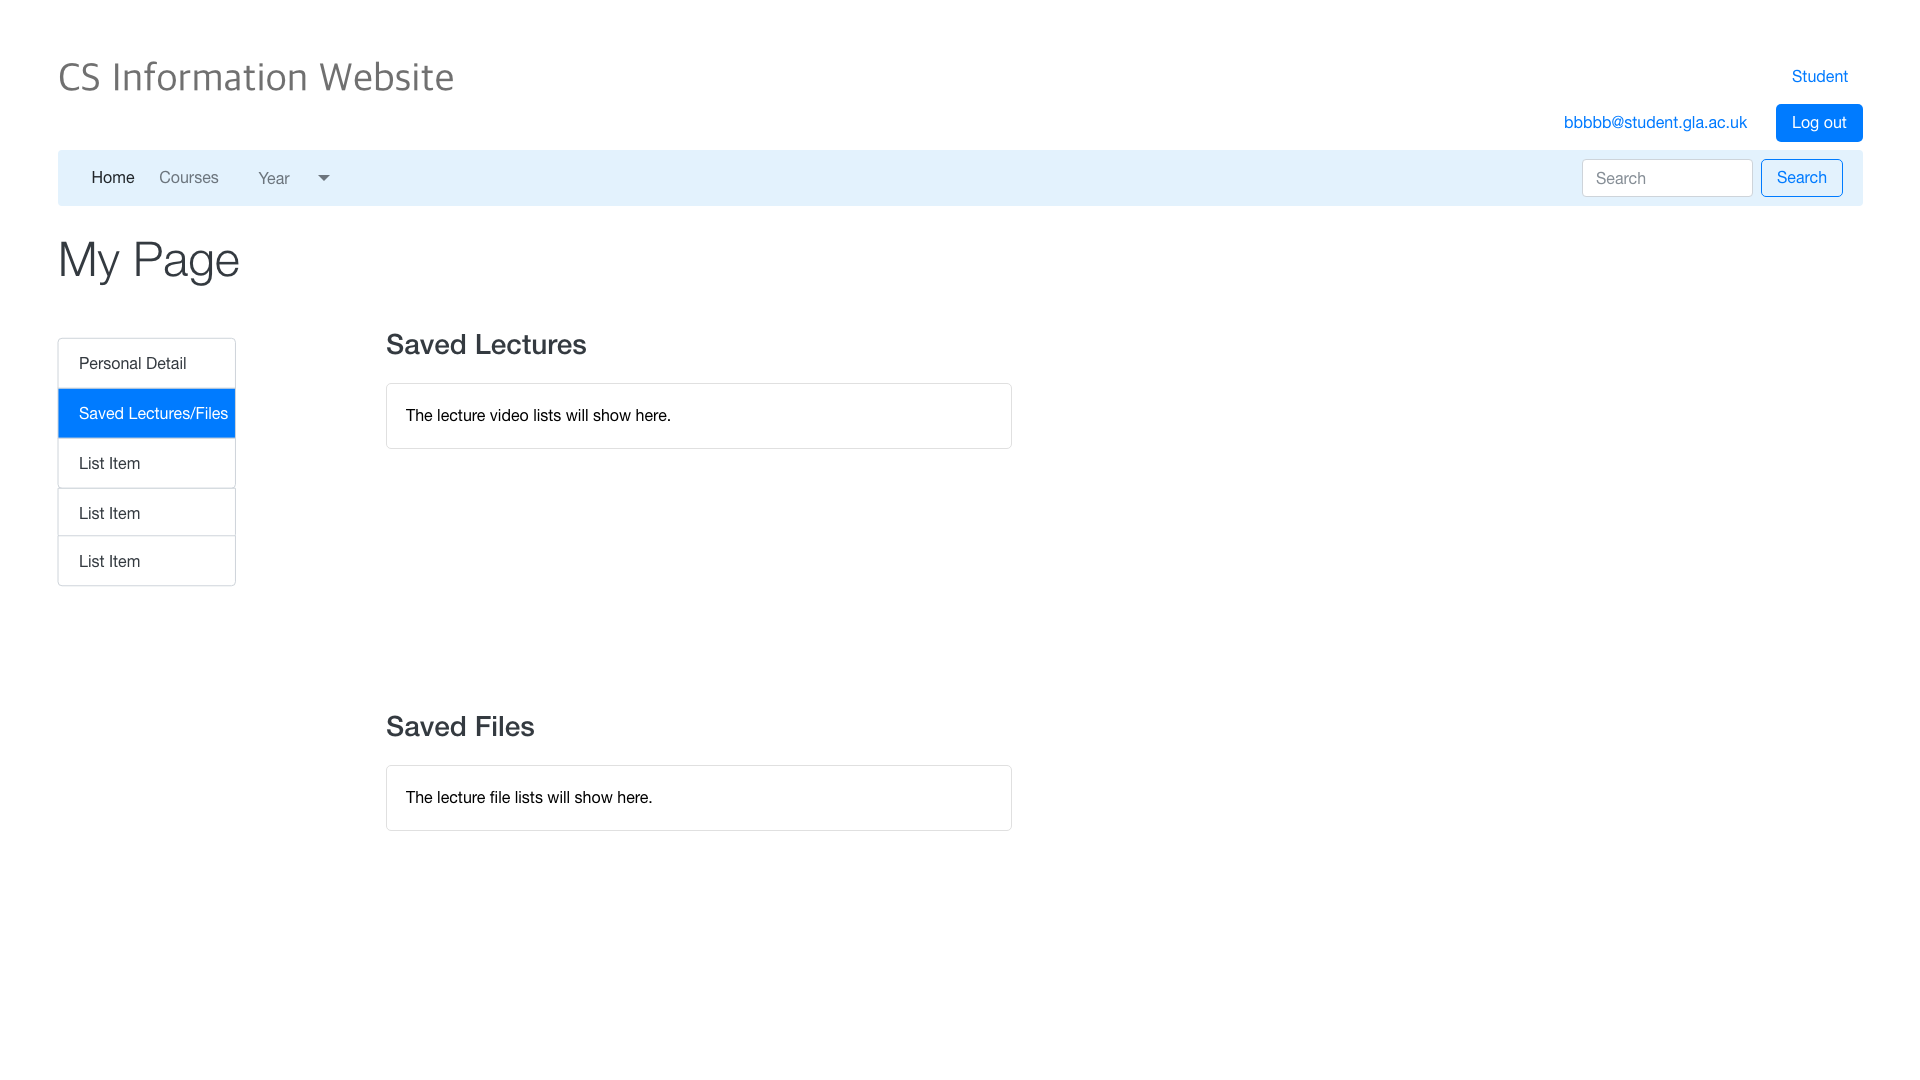 CS Information Website
Student
bbbbb@student.gla.ac.uk
Log out
Home Courses Year
Search Search
My Page
Personal Detail
Saved Lectures/Files
List Item
List Item
List Item
Saved Lectures
The lecture video lists will show here.
Saved Files
The lecture file lists will show here.